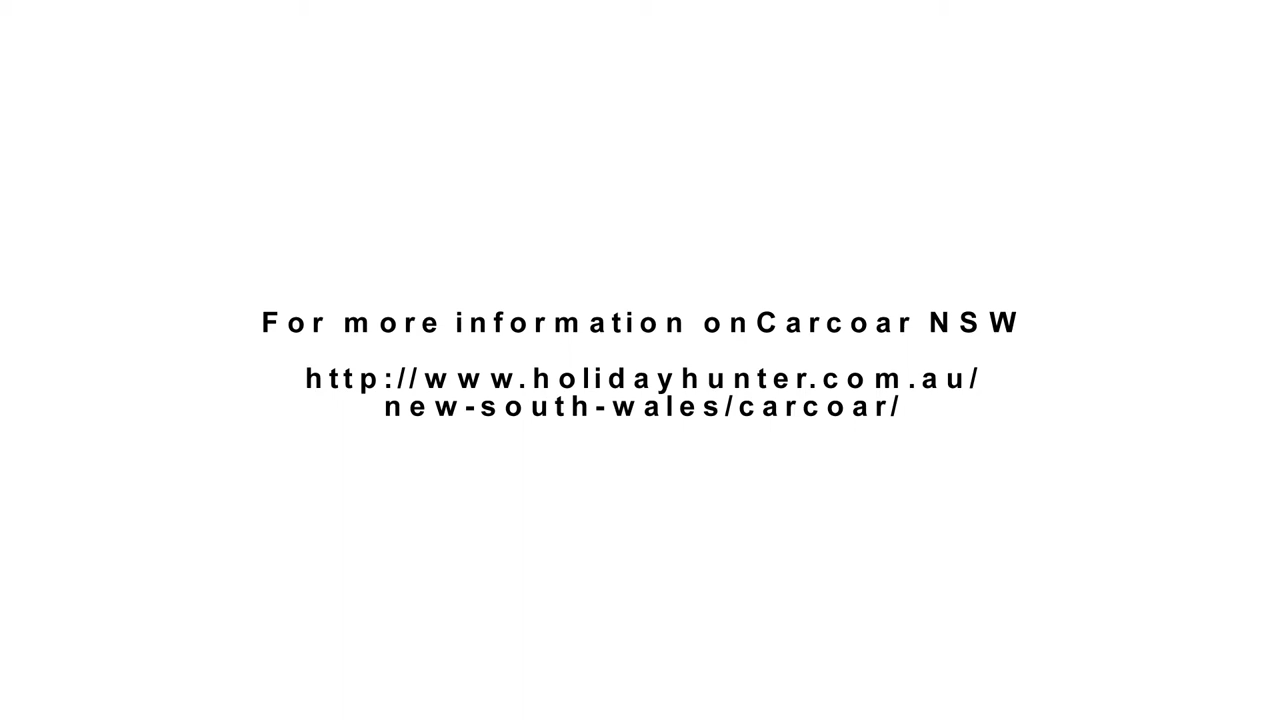 For more information onCarcoar NSW
http://www.holidayhunter.com.au/
new-south-wales/carcoar/